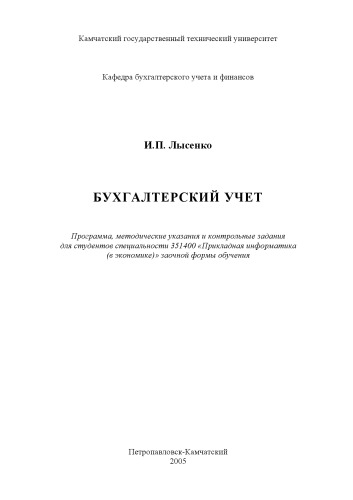 Камчатский государственный технический университет
Кафедра бухгалтерского учета и финансов
И.П. Лысенко
БУХГАЛТЕРСКИЙ УЧЕТ
Программа, методические указания и контрольные задания
для студентов специальности 351400 «Прикладная информатика
(в экономике)» заочной формы обучения
Петропавловск-Камчатский
2005